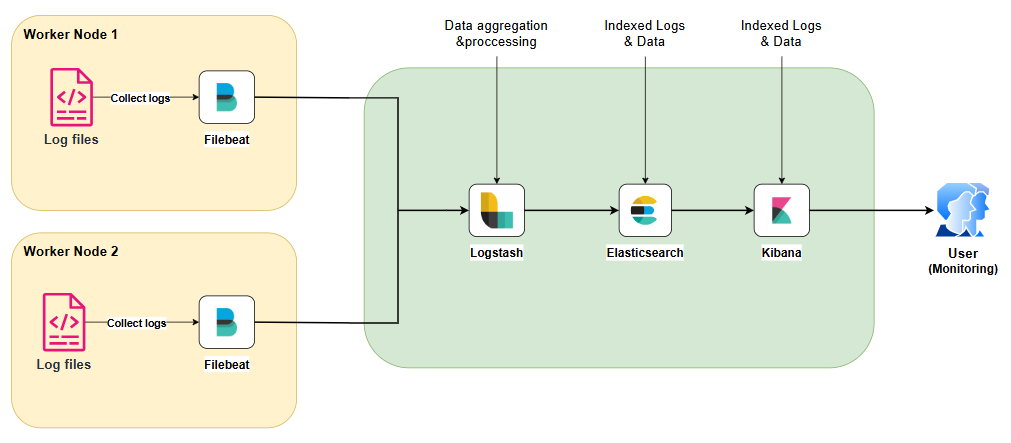 Worker Node 1
Collect logs
Log files
Filebeat
Worker Node 2
Collect logs
Log files
Filebeat
Data aggregation
&proccessing
Indexed Logs
& Data
Indexed Logs
& Data
Logstash
Elasticsearch
Kibana
User
(Monitoring)